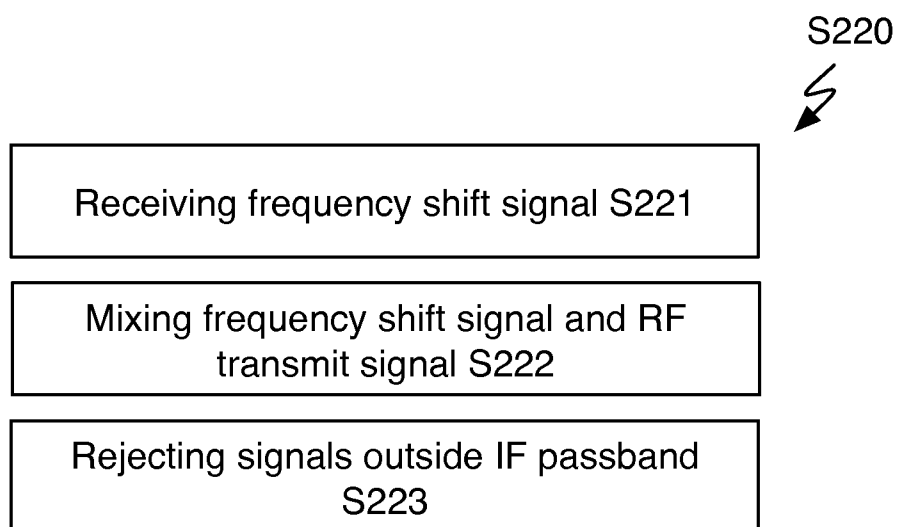 S220
Receiving frequency shift signal S221
Mixing frequency shift signal and RF
transmit signal S222
Rejecting signals outside IF passband
S223